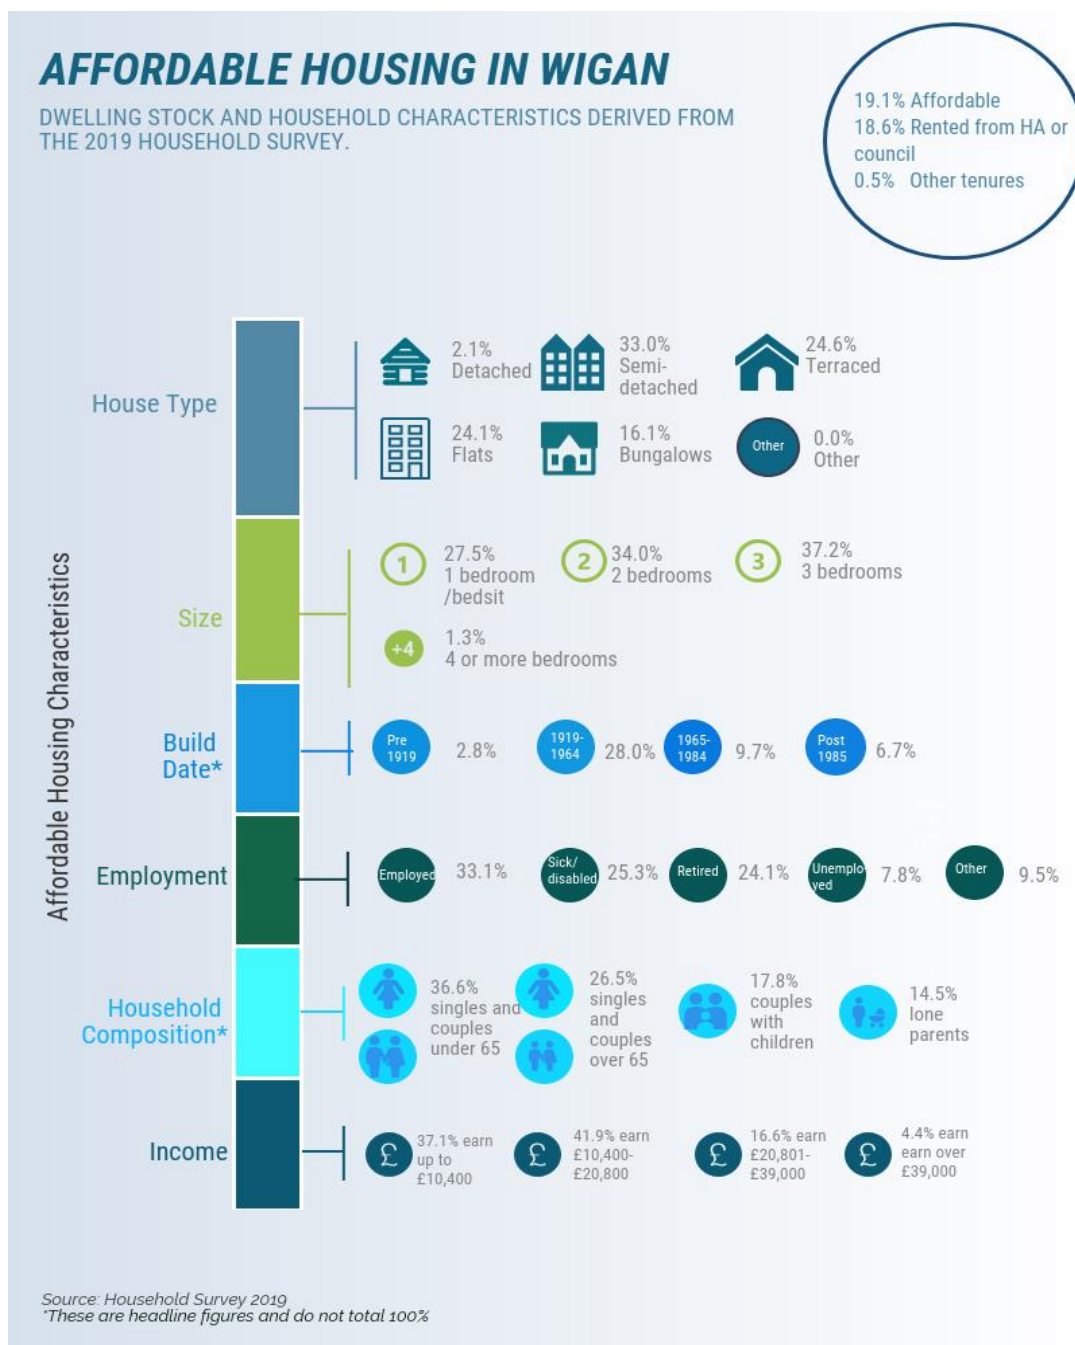 AFFORDABLE HOUSING IN WIGAN
DWELLING STOCK AND HOUSEHOLD CHARACTERISTICS DERIVED FROM
THE 2019 HOUSEHOLD SURVEY.
19.1% Affordable
18.6% Rented from HA or
council
0.5% Other tenures
Affordable Housing Characteristics
House Type
2.1%
Detached
33.0%
Semi-
detached
24.6%
Terraced
24.1%
Flats
16.1%
Bungalows
Other
0.0%
Other
Size
1
27.5%
1 bedroom
/bedsit
2
34.0%
2 bedrooms
3
37.2%
3 bedrooms
+4
1.3%
4 or more bedrooms
Build
Date*
Pre
1919
2.8%
1919-
1964
28.0%
1965-
1984
9.7%
Post
1985
6.7%
Employment
Employed
33.1%
Sick/
disabled
25.3%
Retired
24.1%
Unemplo-
yed
7.8%
Other
9.5%
Household
Composition*
36.6%
singles and
couples
under 65
26.5%
singles
and
couples
over 65
17.8%
couples
with
children
14.5%
lone
parents
Income
£
37.1% earn
up to
£10,400
£
41.9% earn
£10,400-
£20,800
£
16.6% earn
£20,801-
£39,000
£
4.4% earn
earn over
£39,000
Source: Household Survey 2019
*These are headline figures and do not total 100%